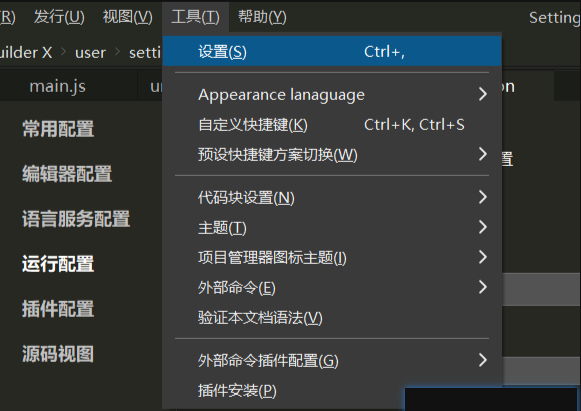 (R) 发行(U) 视图(V) 工具(T) 帮助(Y) Setting
uilder X > user > setti
main.js
常用配置
编辑器配置
语言服务配置
运行配置
插件配置
源码视图
设置(S) Ctrl+,
Appearance lanaguage
自定义快捷键(K) Ctrl+K, Ctrl+S
预设快捷键方案切换(W)
代码块设置(N)
主题(T)
项目管理器图标主题(I)
外部命令(E)
验证本文档语法(V)
外部命令插件配置(G)
插件安装(P)
on
置